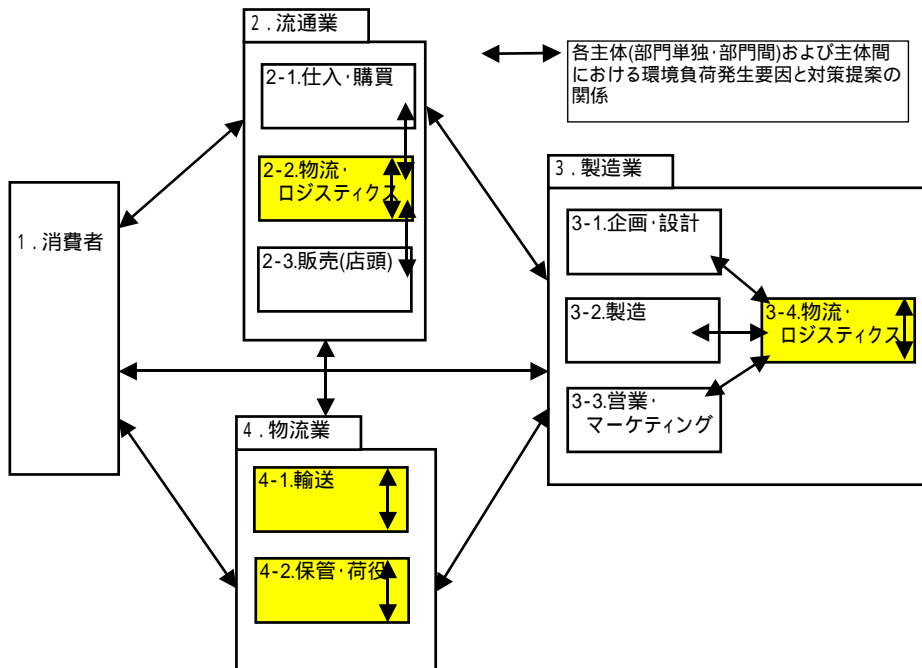 2．流通業
2-1.仕入・購買
2-2.物流・
ロジスティクス
2-3.販売(店頭)
各主体(部門単独・部門間)および主体間
における環境負荷発生要因と対策提案の
関係
1．消費者
3．製造業
3-1.企画・設計
3-2.製造
3-3.営業・
マーケティング
3-4.物流・
ロジスティクス
4．物流業
4-1.輸送
4-2.保管・荷役